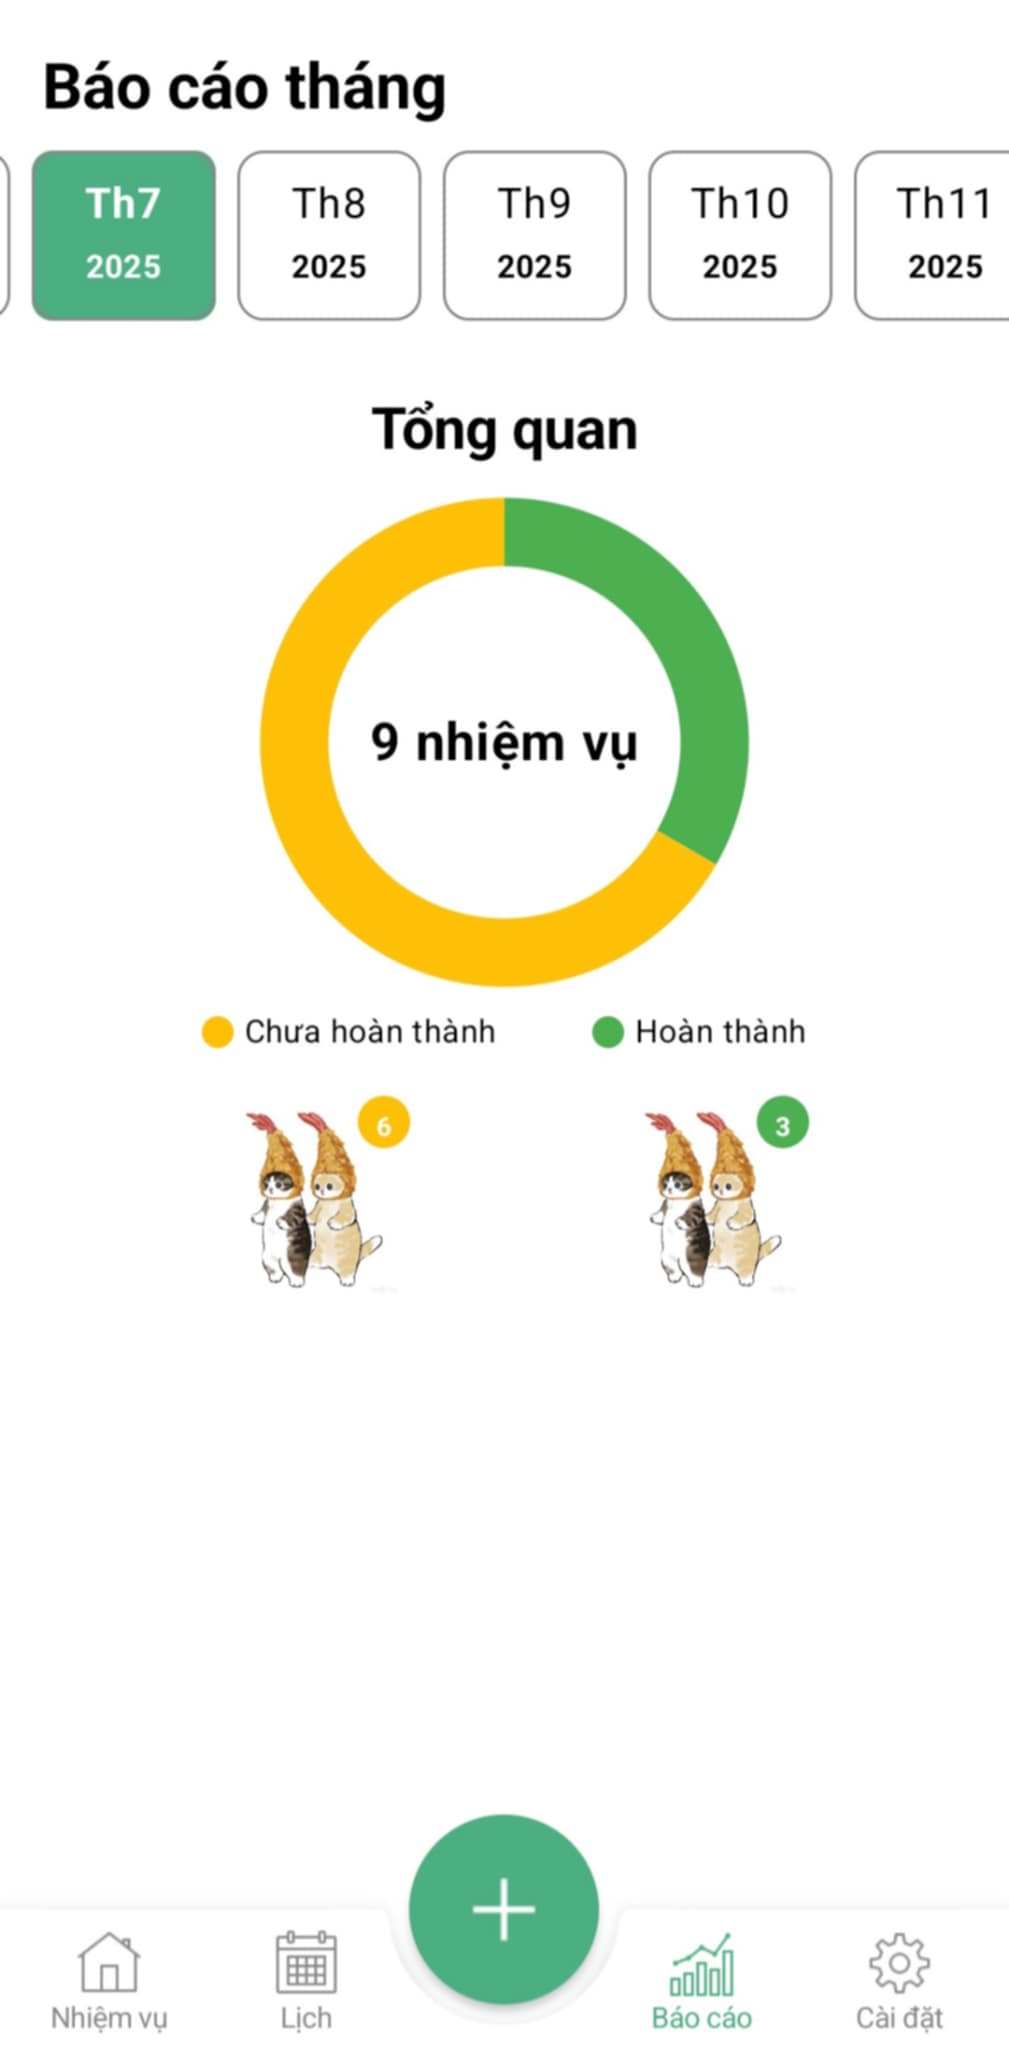 Báo cáo tháng
Th7
2025
Th8
2025
Th9
2025
Th10
2025
Th11
2025
Tổng quan
9 nhiệm vụ
Chưa hoàn thành
Hoàn thành
6
3
Nhiệm vụ
Lịch
Báo cáo
Cài đặt